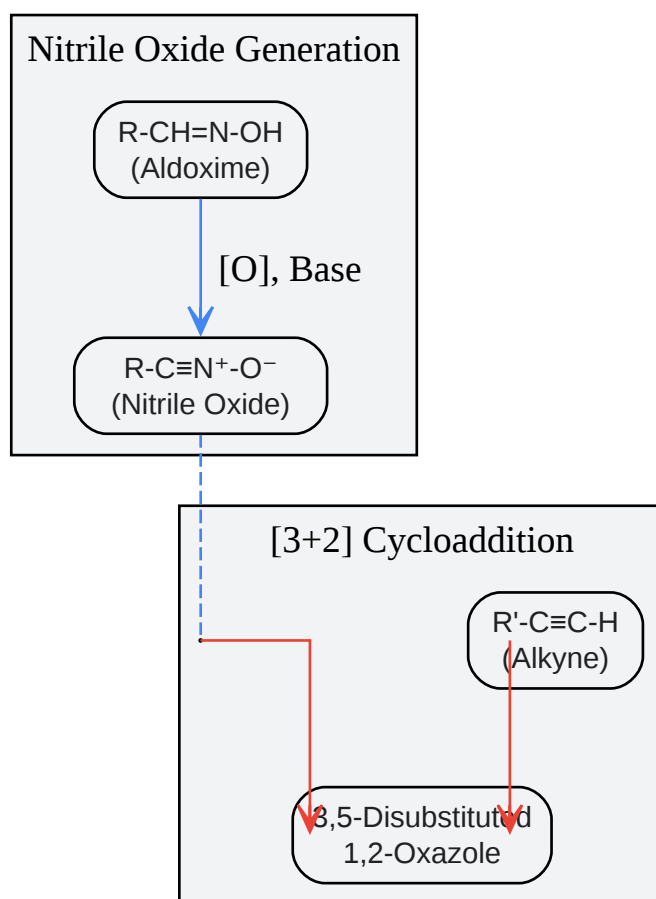 Nitrile Oxide Generation
R-CH=N-OH
(Aldoxime)
[O], Base
R-C≡N⁺-O⁻
(Nitrile Oxide)
[3+2] Cycloaddition
R'-C≡C-H
(Alkyne)
3,5-Disubstituted
1,2-Oxazole